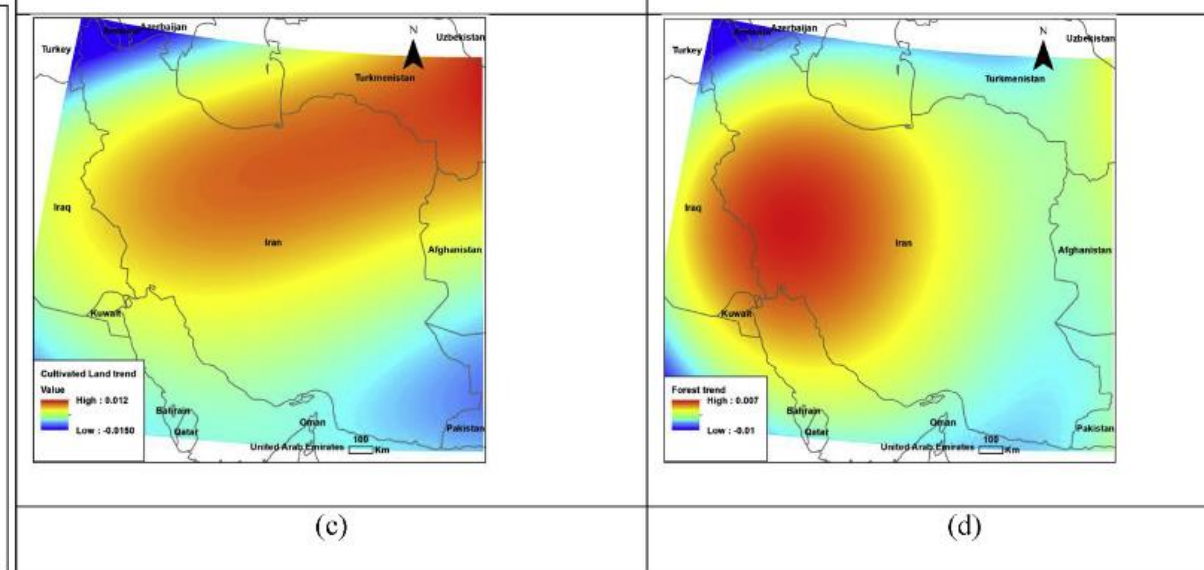 Azerbaijan
N
Uzbekistan
Turkey
Turkmenistan
Iraq
Iran
Afghanistan
Kuwait
Cultivated Land trend
Value
High : 0.012
Low : -0.0150
Bahrain
Qatar
Oman
Pakistan
United Arab Emirates
100
Km
(c)
Azerbaijan
N
Uzbekistan
Turkey
Turkmenistan
Iraq
Iran
Afghanistan
Kuwait
Forest trend
High : 0.007
Low : -0.01
Bahrain
Qatar
Oman
Pakistan
United Arab Emirates
100
Km
(d)